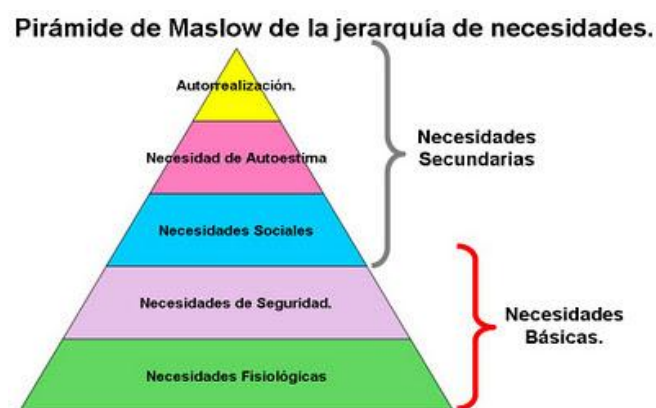 Pirámide de Maslow de la jerarquía de necesidades.
Autorrealización.
Necesidad de Autoestima
Necesidades Sociales
Necesidades de Seguridad.
Necesidades Fisiológicas
Necesidades
Secundarias
Necesidades
Básicas.